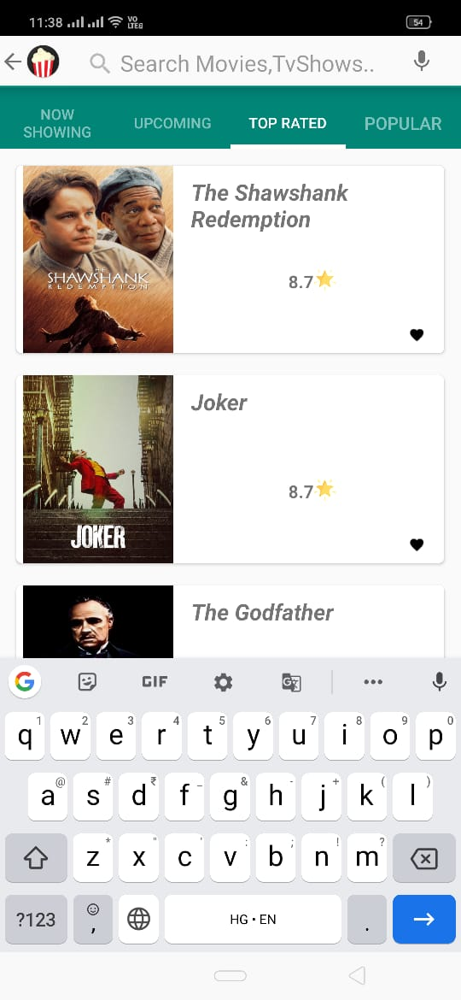 11:38
VO
LTE
54
Search Movies,TvShows..
NOW
SHOWING
UPCOMING
TOP RATED
POPULAR
The Shawshank
Redemption
THE
SHAWSHANK
REDEMPTION
8.7
Joker
8.7
JOKER
The Godfather
G GIF G
1 2 3 4 5 6 7 8 9 0
q w e r t y u i o p
@ # ₹ _ & - + ( )
a s d f g h j k l
* " ' : ; ! ?
z x c v b n m
?123 , HG • EN .